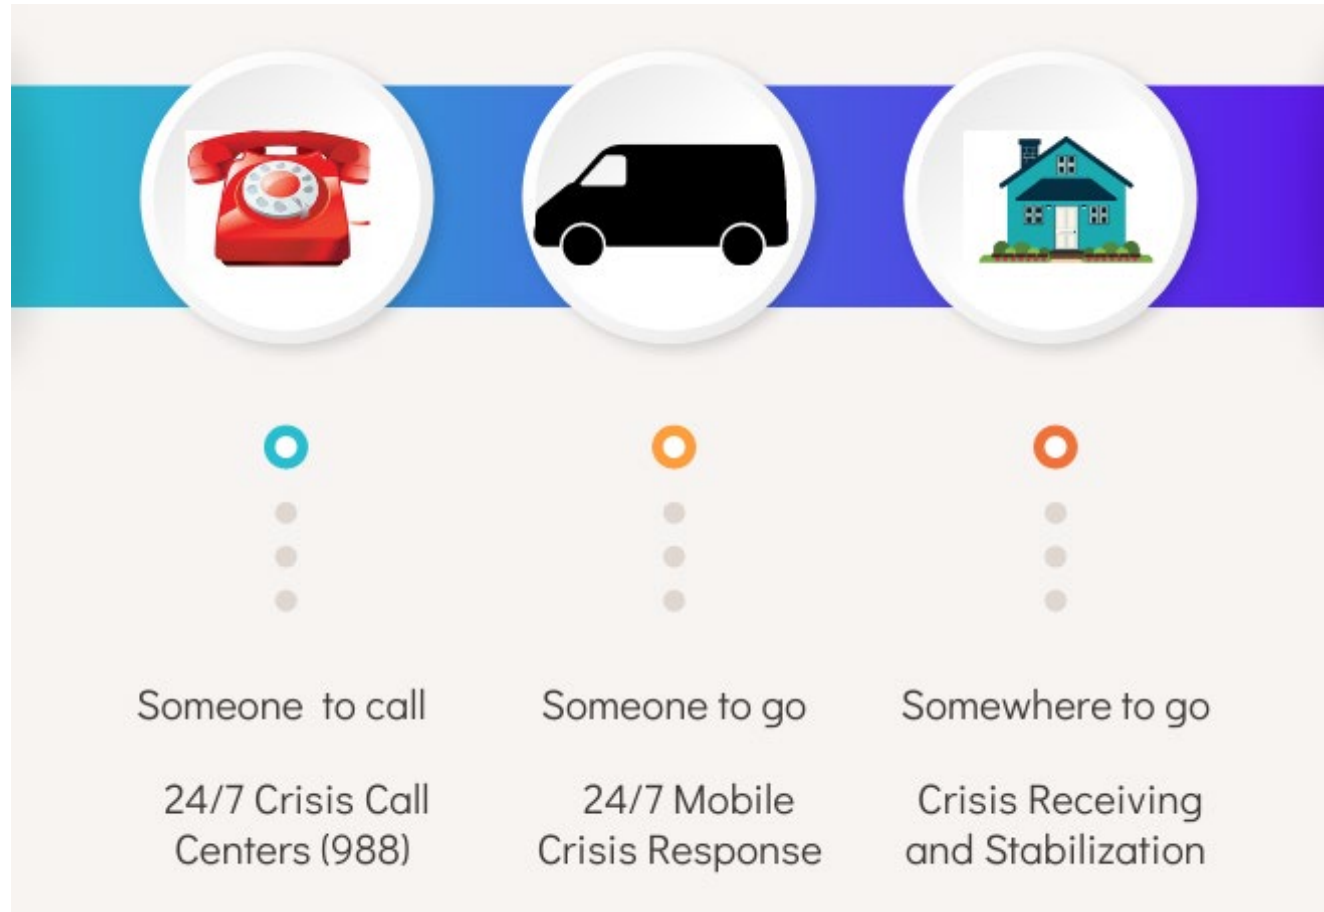 Someone to call
24/7 Crisis Call
Centers (988)
Someone to go
24/7 Mobile
Crisis Response
Somewhere to go
Crisis Receiving
and Stabilization